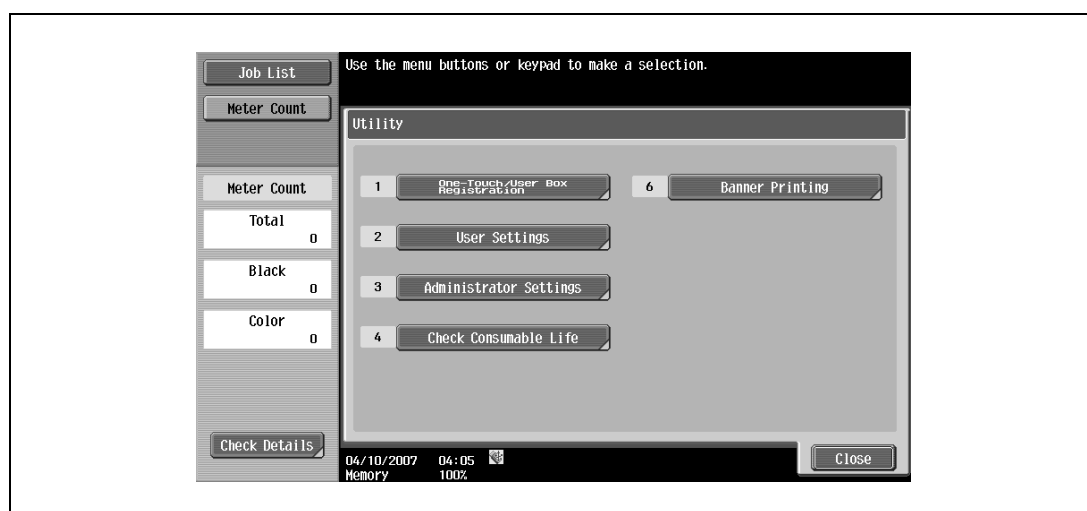 Job List
Meter Count
Use the menu buttons or keypad to make a selection.
Utility
Meter Count
Total
0
Black
0
Color
0
Check Details
1 One-Touch/User Box
Registration
2 User Settings
3 Administrator Settings
4 Check Consumable Life
6 Banner Printing
04/10/2007 04:05
Memory 100%
Close